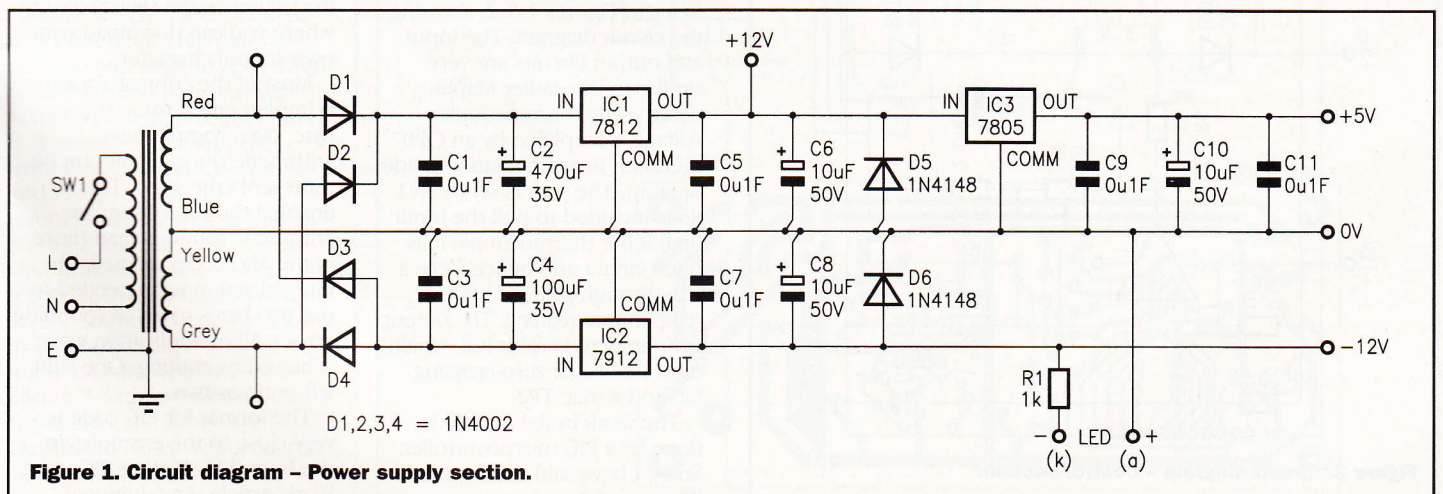 +12V
D1
Red
IN
IC1
7812
OUT
IN
IC3
7805
OUT
+5V
D2
COMM
COMM
C1
0u1F
+
C2
470uF
35V
C5
0u1F
+
C6
10uF
50V
D5
1N4148
C9
0u1F
+
C10
10uF
50V
C11
0u1F
SW1
Blue
0V
Yellow
L
D3
C3
0u1F
+
C4
100uF
35V
COMM
C7
0u1F
+
C8
10uF
50V
D6
1N4148
N
Grey
E
IC2
7912
IN
OUT
-12V
D4
R1
1k
D1,2,3,4 = 1N4002
- LED +
(k) (a)
Figure 1. Circuit diagram – Power supply section.